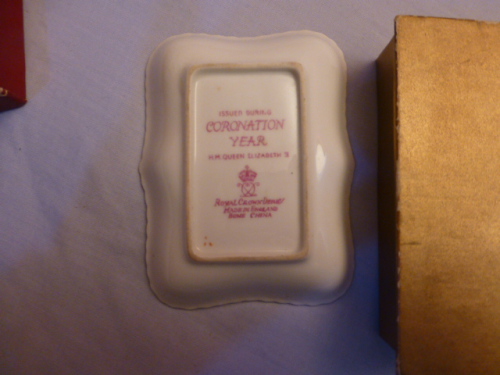 ISSUED DURING
CORONATION
YEAR
H.M. QUEEN ELIZABETH II
ROYAL CROWN DERBY
MADE IN ENGLAND
BONE CHINA